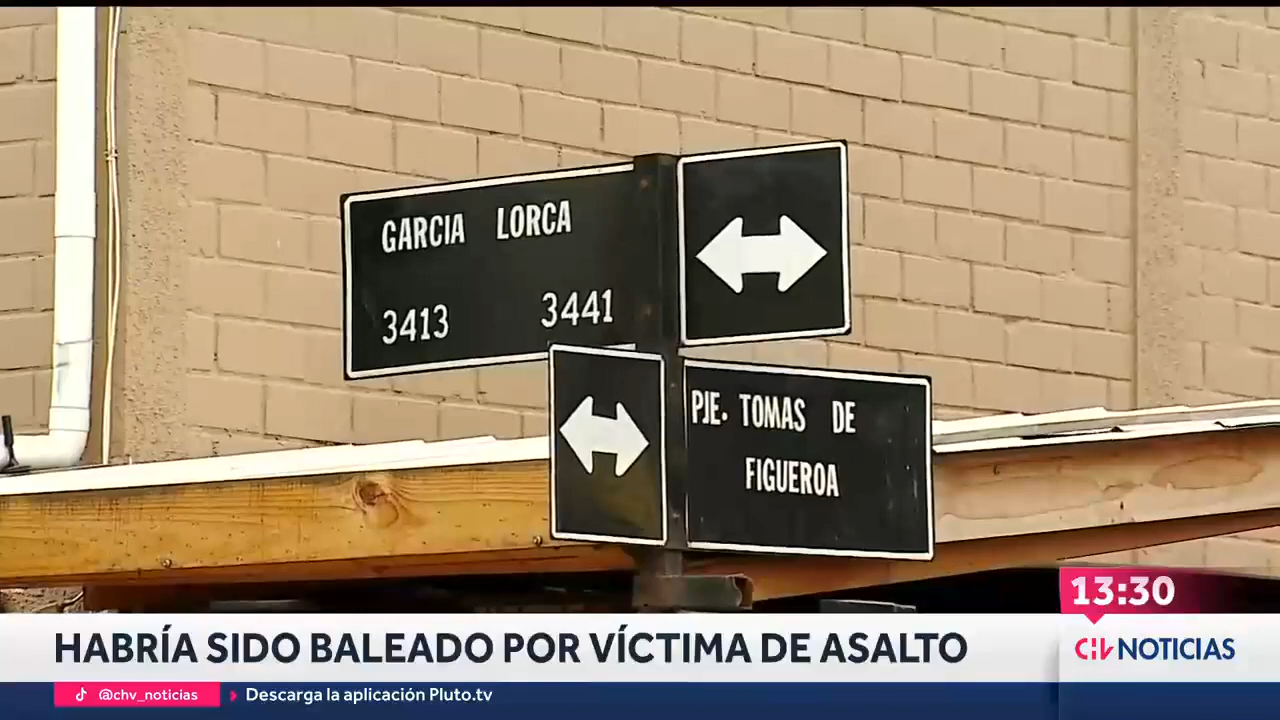 GARCIA LORCA
3413 3441
PJE. TOMAS DE
FIGUEROA
13:30
HABRÍA SIDO BALEADO POR VÍCTIMA DE ASALTO
CHV NOTICIAS
@chv_noticias
Descarga la aplicación Pluto.tv